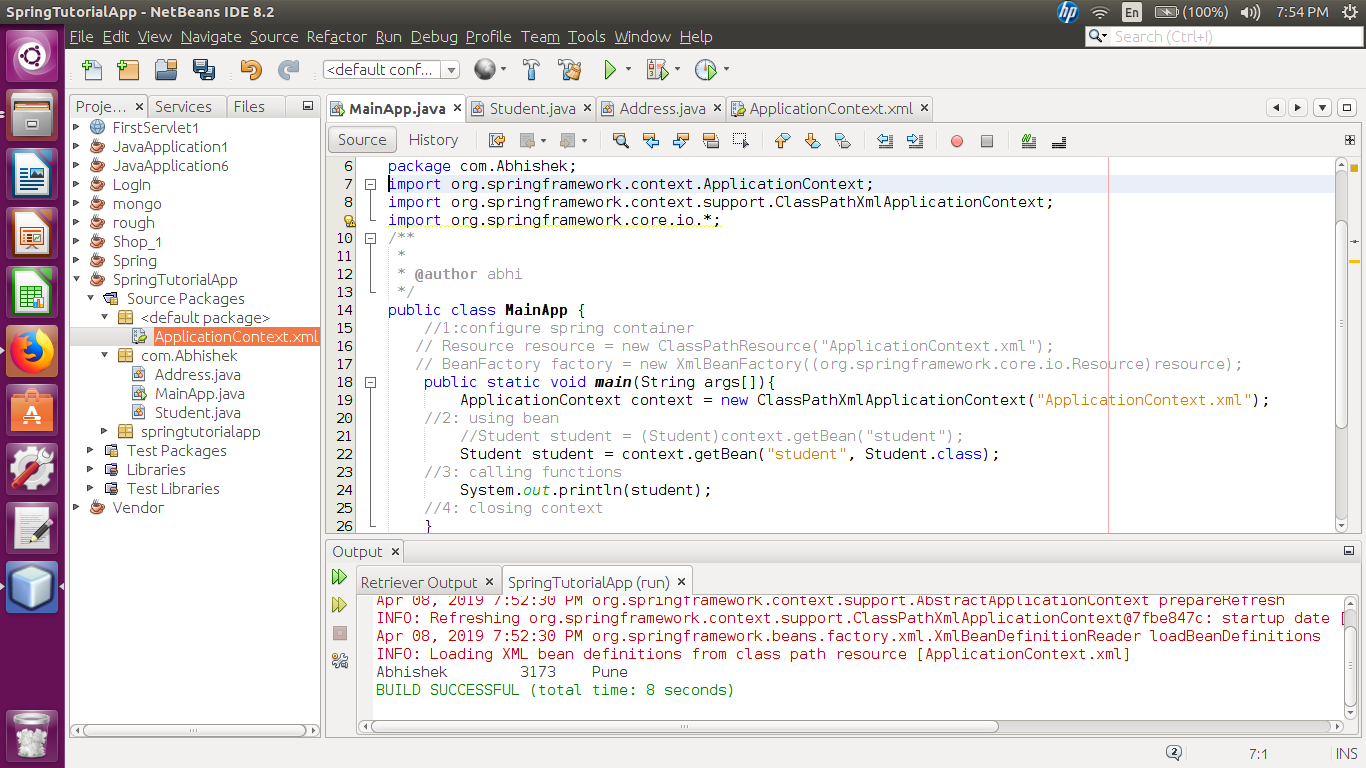 SpringTutorialApp - NetBeans IDE 8.2
hp
En
(100%)
7:54 PM
File Edit View Navigate Source Refactor Run Debug Profile Team Tools Window Help
Search (Ctrl+I)
<default conf...
Proje... × Services Files
FirstServlet1
JavaApplication1
JavaApplication6
Login
mongo
rough
Shop_1
Spring
SpringTutorialApp
Source Packages
<default package>
ApplicationContext.xml
com.Abhishek
Address.java
MainApp.java
Student.java
springtutorialapp
Test Packages
Libraries
Test Libraries
Vendor
MainApp.java × Student.java × Address.java × ApplicationContext.xml ×
Source History
6 package com.Abhishek;
7 import org.springframework.context.ApplicationContext;
8 import org.springframework.context.support.ClassPathXmlApplicationContext;
import org.springframework.core.io.*;
10 /**
11 *
12 * @author abhi
13 */
14 public class MainApp {
15 //1:configure spring container
16 // Resource resource = new ClassPathResource("ApplicationContext.xml");
17 // BeanFactory factory = new XmlBeanFactory((org.springframework.core.io.Resource)resource);
18 public static void main(String args[]){
19 ApplicationContext context = new ClassPathXmlApplicationContext("ApplicationContext.xml");
20 //2: using bean
21 //Student student = (Student)context.getBean("student");
22 Student student = context.getBean("student", Student.class);
23 //3: calling functions
24 System.out.println(student);
25 //4: closing context
26 }
Output ×
Retriever Output × SpringTutorialApp (run) ×
Apr 08, 2019 7:52:30 PM org.springframework.context.support.AbstractApplicationContext prepareRefresh
INFO: Refreshing org.springframework.context.support.ClassPathXmlApplicationContext@7fbe847c: startup date [
Apr 08, 2019 7:52:30 PM org.springframework.beans.factory.xml.XmlBeanDefinitionReader loadBeanDefinitions
INFO: Loading XML bean definitions from class path resource [ApplicationContext.xml]
Abhishek 3173 Pune
BUILD SUCCESSFUL (total time: 8 seconds)
2
7:1
INS